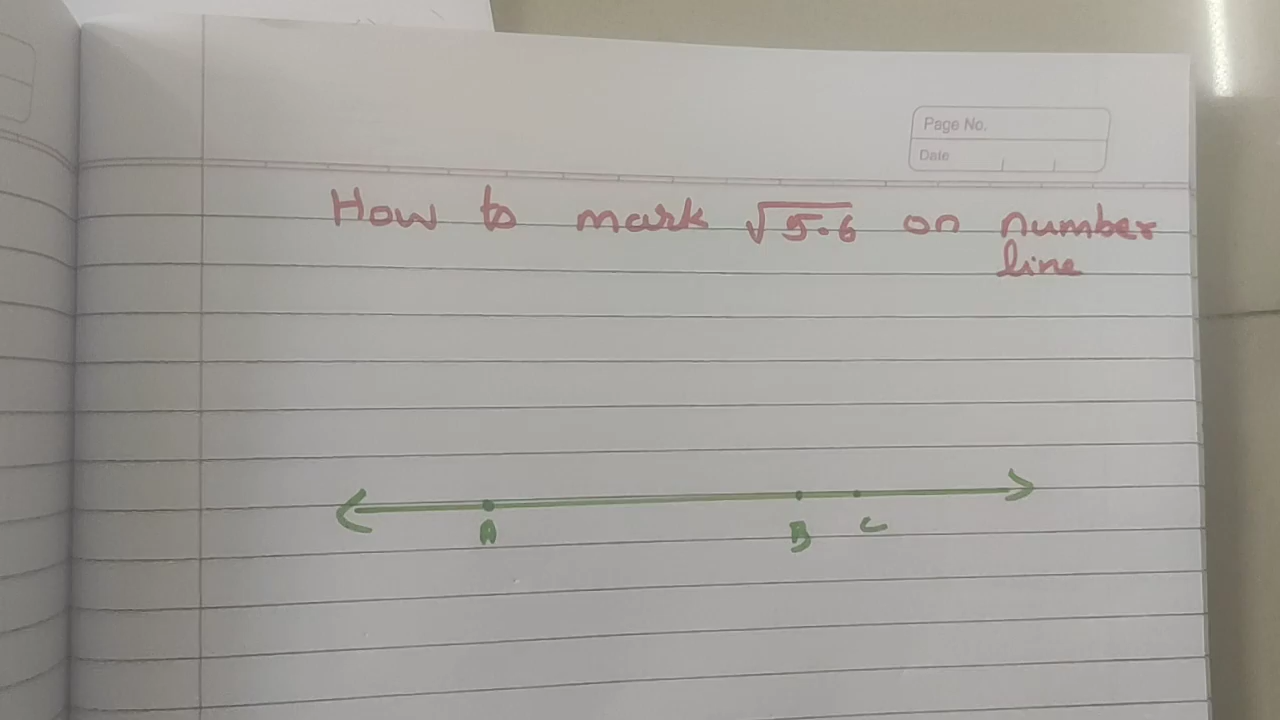 Page No.
Date
How to mark √5.6 on number
line
A B C